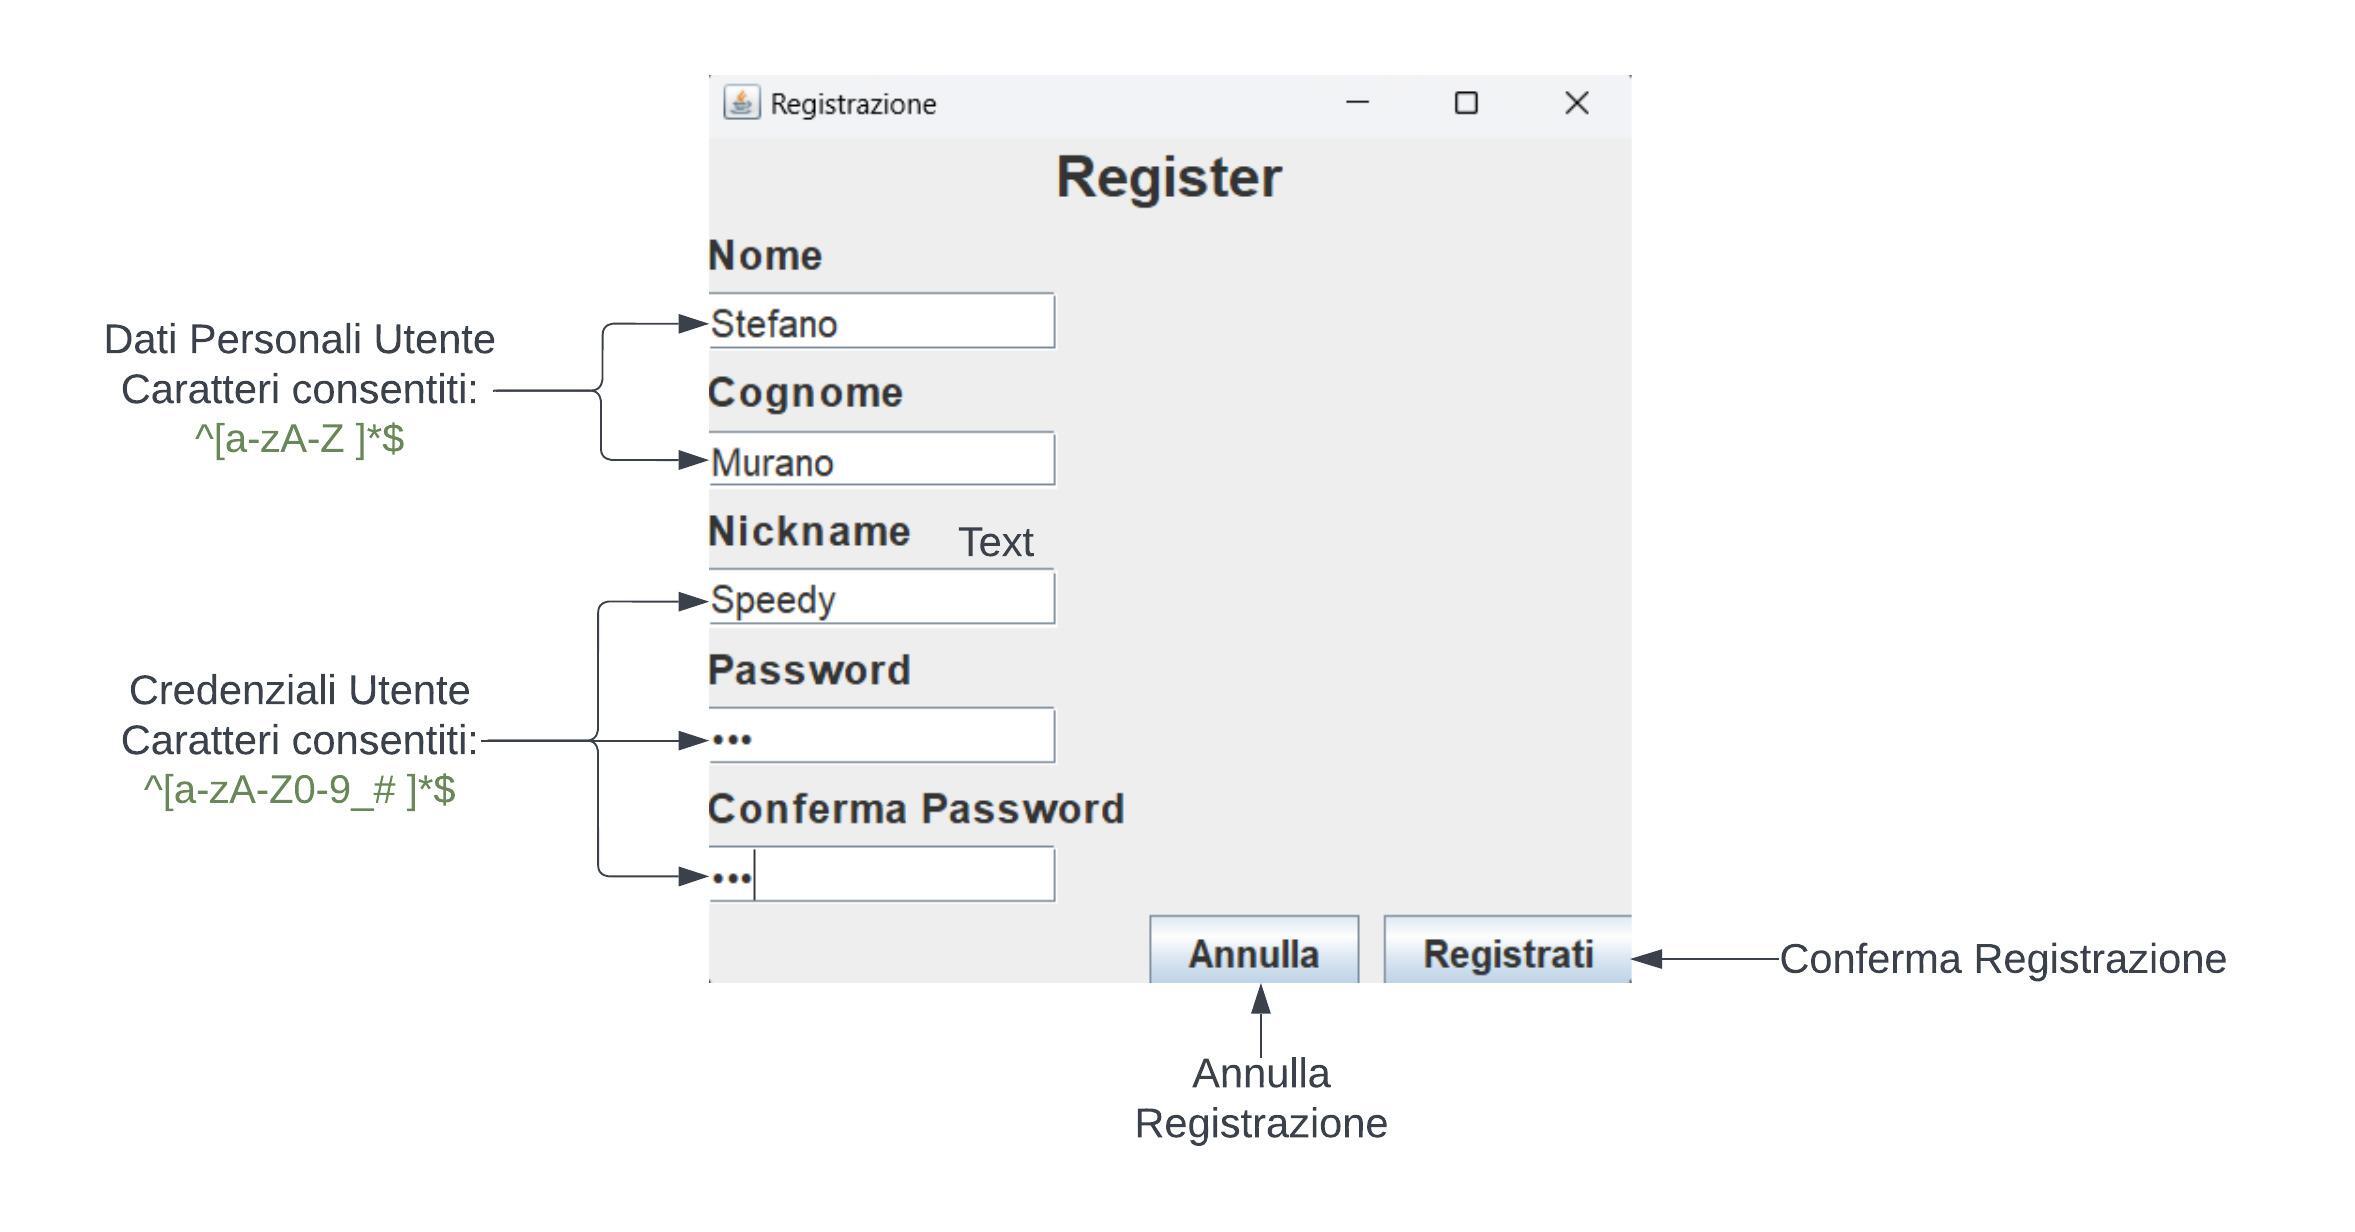 Registrazione
Register
Nome
Stefano
Dati Personali Utente
Caratteri consentiti:
^[a-zA-Z ]*$
Cognome
Murano
Nickname
Text
Speedy
Credenziali Utente
Caratteri consentiti:
^[a-zA-Z0-9_# ]*$
Password
•••
Conferma Password
•••
Annulla
Registrati
Conferma Registrazione
Annulla
Registrazione